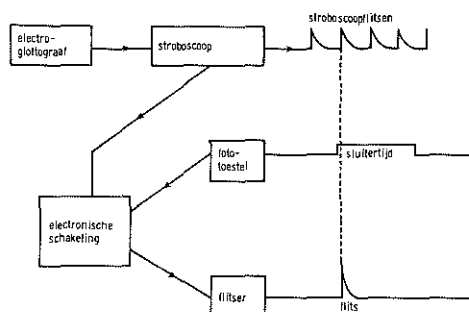 stroboscoopflitsen
electro-
glottograaf
stroboscoop
foto-
toestel
sluitertijd
electronische
schakeling
flitser
flits